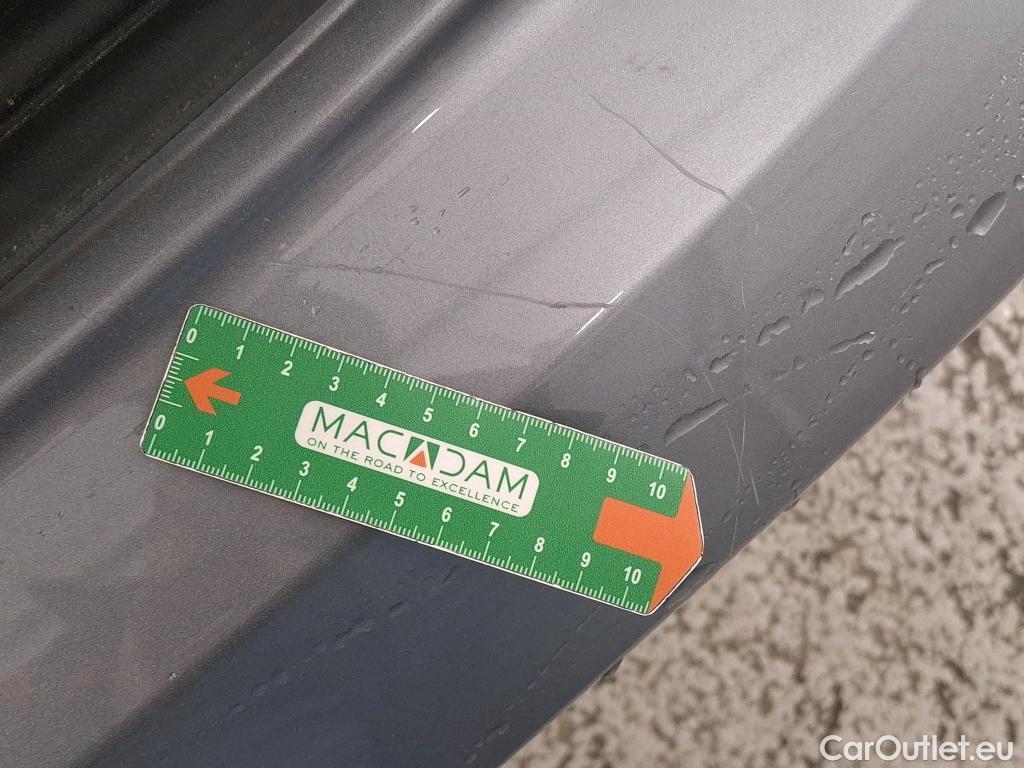 0 1 2 3 4 5 6 7 8 9 10
MACADAM
ON THE ROAD TO EXCELLENCE
0 1 2 3 4 5 6 7 8 9 10
CarOutlet.eu